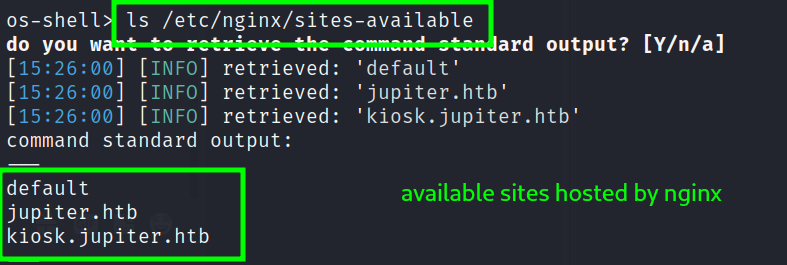 os-shell> ls /etc/nginx/sites-available
do you want to retrieve the command standard output? [Y/n/a]
[15:26:00] [INFO] retrieved: 'default'
[15:26:00] [INFO] retrieved: 'jupiter.htb'
[15:26:00] [INFO] retrieved: 'kiosk.jupiter.htb'
command standard output:
---
default
available sites hosted by nginx
jupiter.htb
kiosk.jupiter.htb
---